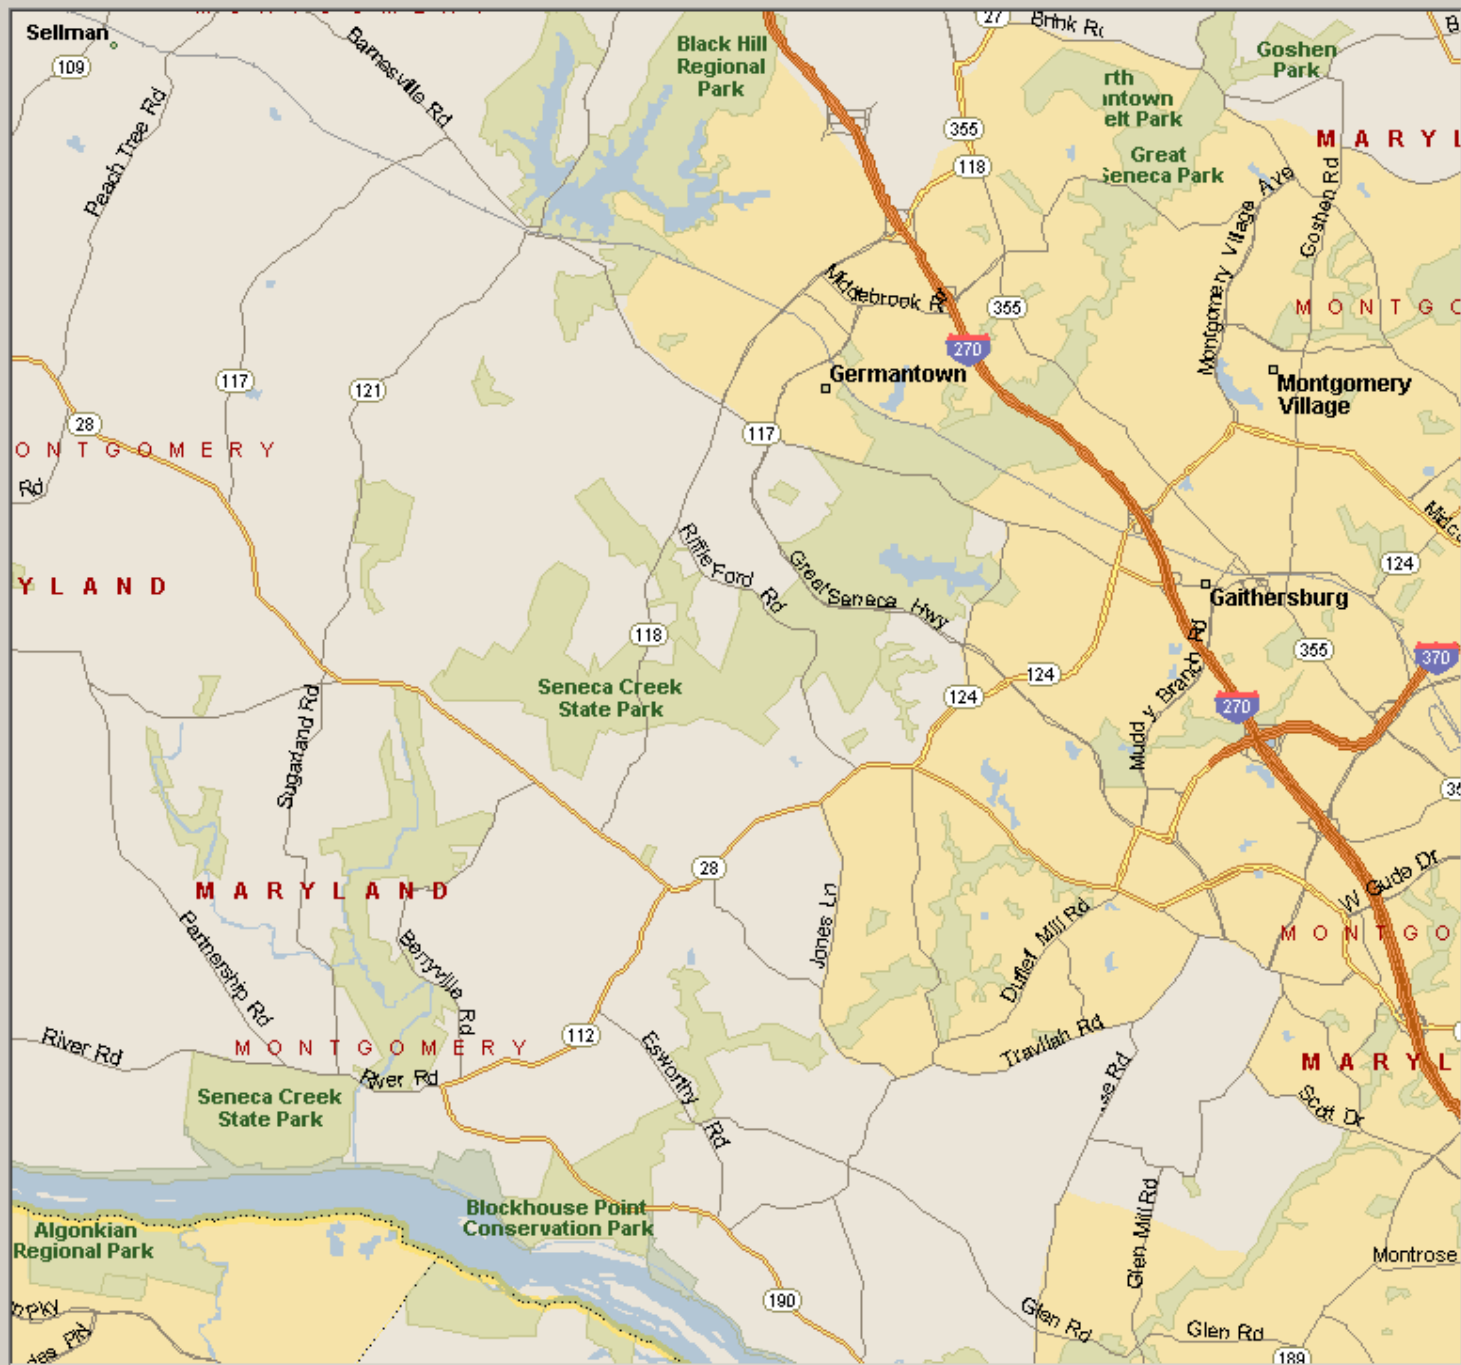 Sellman
109
Barnesville Rd
Peach Tree Rd
Black Hill
Regional
Park
27
Brink Rd
Goshen
Park
rth
ntown
elt Park
355
118
Great
Seneca Park
MARYL
Montgomery Village Ave
Goshen Rd
Middebrook R
355
MONTGO
270
Germantown
Montgomery
Village
117
121
28
ONTGOMERY
Rd
117
124
Riffle Ford Rd
Great Seneca Hwy
YLAND
Gaithersburg
118
355
370
Seneca Creek
State Park
124
124
270
Muddy Branch Rd
Sugarland Rd
28
W Gude Dr
MARYLAND
Jones Ln
Duflef Mill Rd
MONTGO
Partnership Rd
Berryville Rd
River Rd
MONTGOMERY
112
Esworthy Rd
Travilah Rd
MARYL
River Rd
Scott Dr
Seneca Creek
State Park
Blockhouse Point
Conservation Park
Glen Mill Rd
Algonkian
Regional Park
Montrose
190
Glen Rd
Glen Rd
189